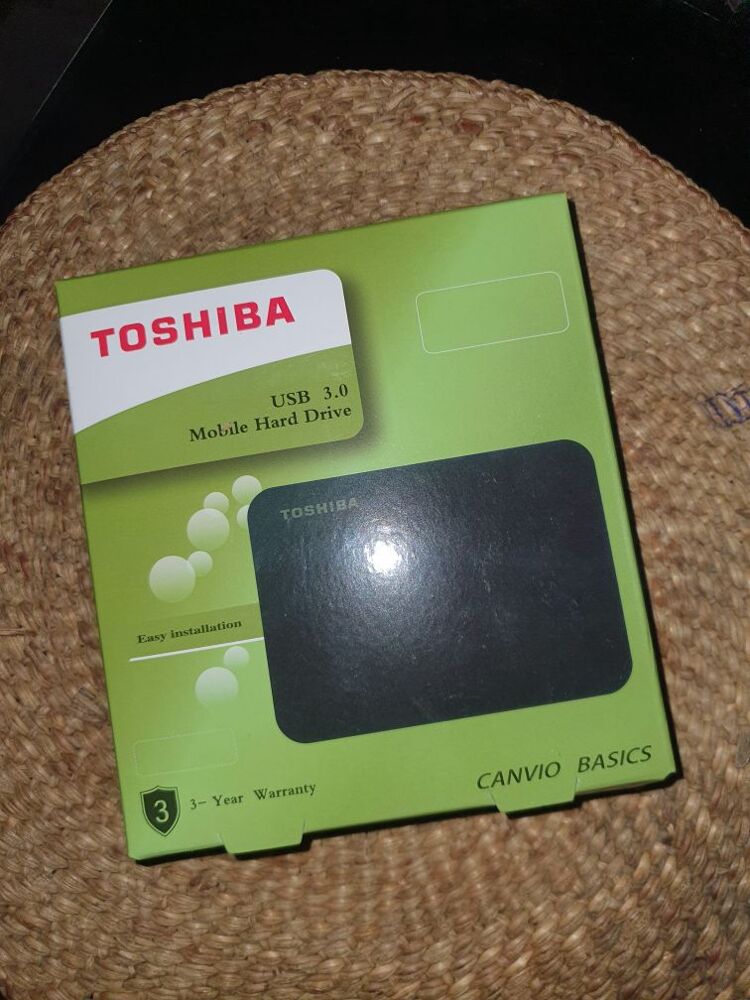 TOSHIBA
USB 3.0
Mobile Hard Drive
TOSHIBA
Easy installation
3
3- Year Warranty
CANVIO BASICS